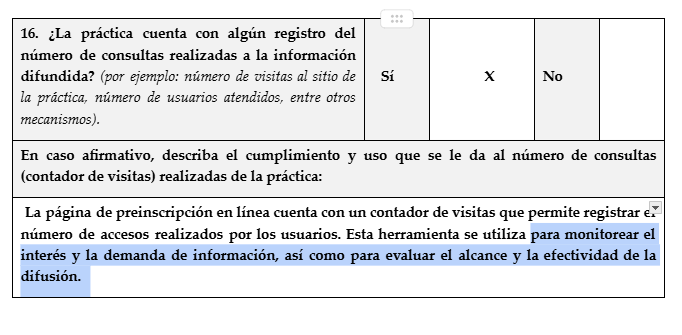 16. ¿La práctica cuenta con algún registro del
número de consultas realizadas a la información
difundida? (por ejemplo: número de visitas al sitio de
la práctica, número de usuarios atendidos, entre otros
mecanismos).
Sí
X
No
En caso afirmativo, describa el cumplimiento y uso que se le da al número de consultas
(contador de visitas) realizadas de la práctica:
La página de preinscripción en línea cuenta con un contador de visitas que permite registrar el
número de accesos realizados por los usuarios. Esta herramienta se utiliza para monitorear el
interés y la demanda de información, así como para evaluar el alcance y la efectividad de la
difusión.